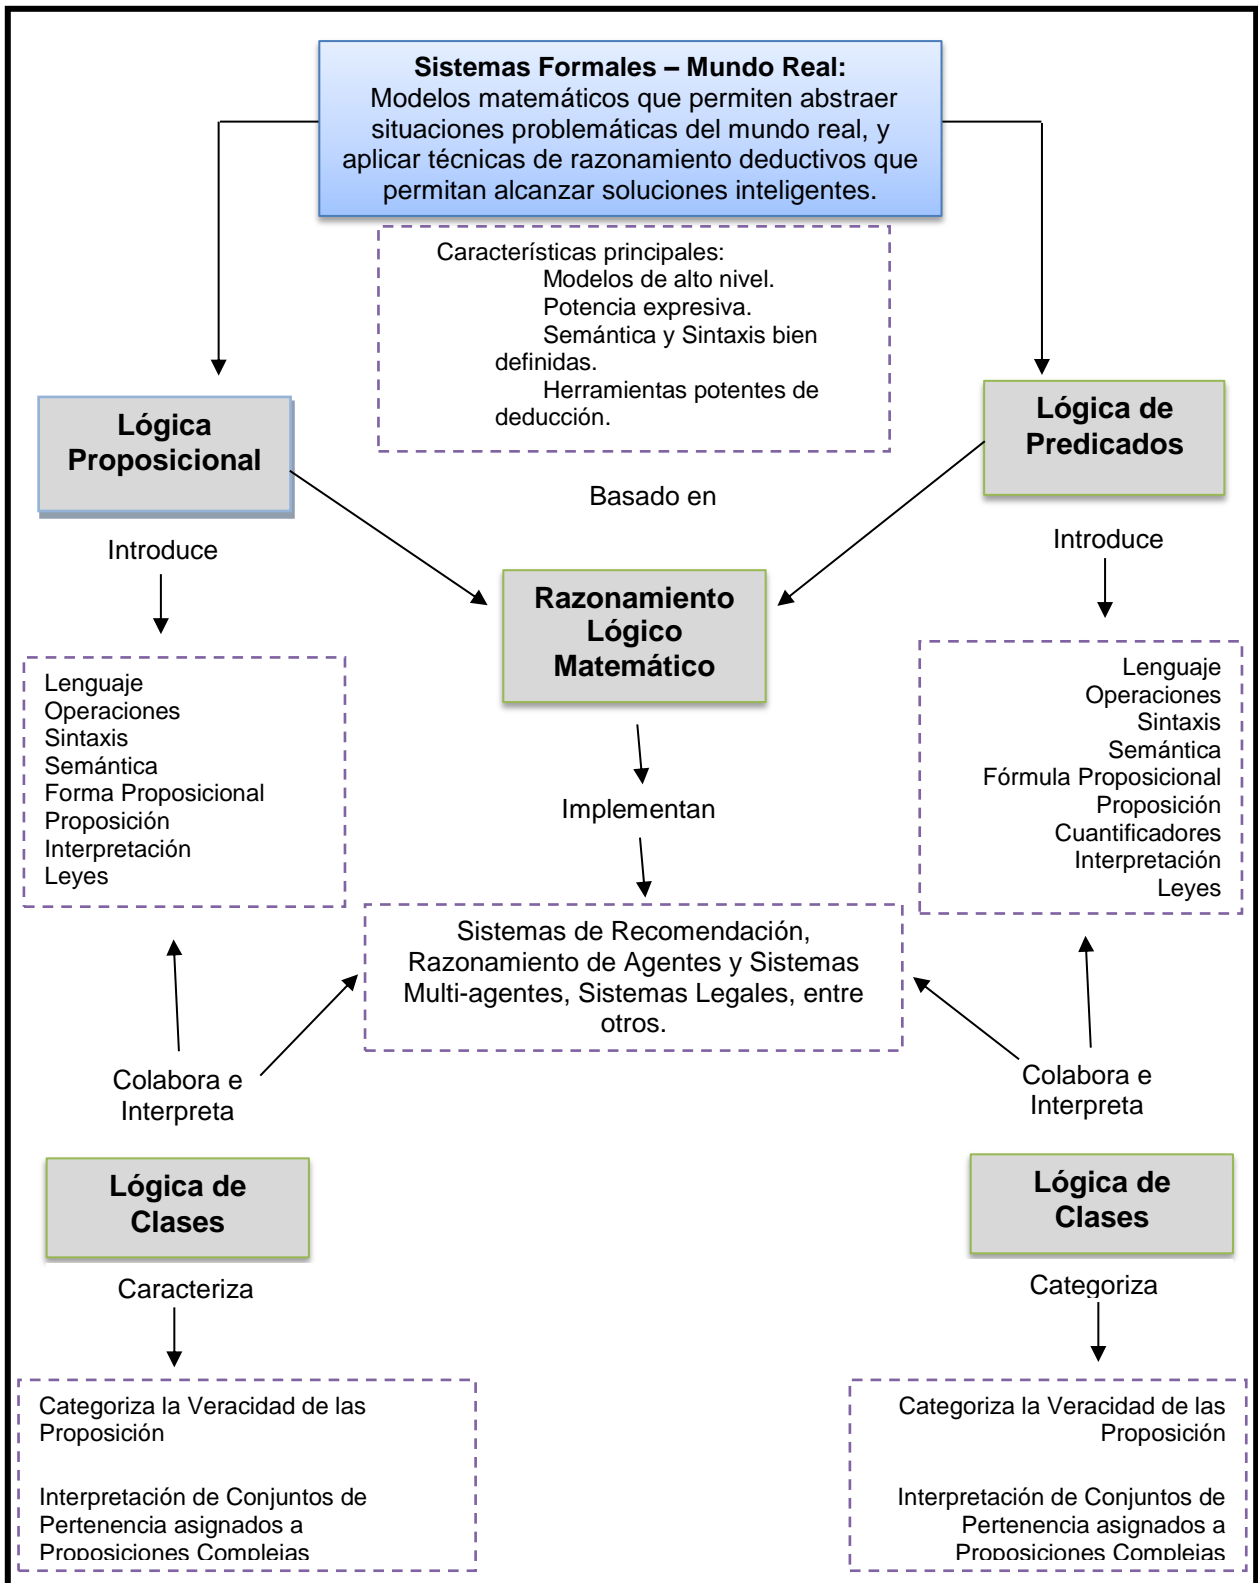 Sistemas Formales – Mundo Real:
Modelos matemáticos que permiten abstraer
situaciones problemáticas del mundo real, y
aplicar técnicas de razonamiento deductivos que
permitan alcanzar soluciones inteligentes.
Características principales:
Modelos de alto nivel.
Potencia expresiva.
Semántica y Sintaxis bien
definidas.
Herramientas potentes de
deducción.
Lógica
Proposicional
Lógica de
Predicados
Basado en
Introduce
Introduce
Razonamiento
Lógico
Matemático
Lenguaje
Operaciones
Sintaxis
Semántica
Forma Proposicional
Proposición
Interpretación
Leyes
Lenguaje
Operaciones
Sintaxis
Semántica
Fórmula Proposicional
Proposición
Cuantificadores
Interpretación
Leyes
Implementan
Sistemas de Recomendación,
Razonamiento de Agentes y Sistemas
Multi-agentes, Sistemas Legales, entre
otros.
Colabora e
Interpreta
Colabora e
Interpreta
Lógica de
Clases
Lógica de
Clases
Caracteriza
Categoriza
Categoriza la Veracidad de las
Proposición
Interpretación de Conjuntos de
Pertenencia asignados a
Proposiciones Complejas
Categoriza la Veracidad de las
Proposición
Interpretación de Conjuntos de
Pertenencia asignados a
Proposiciones Complejas